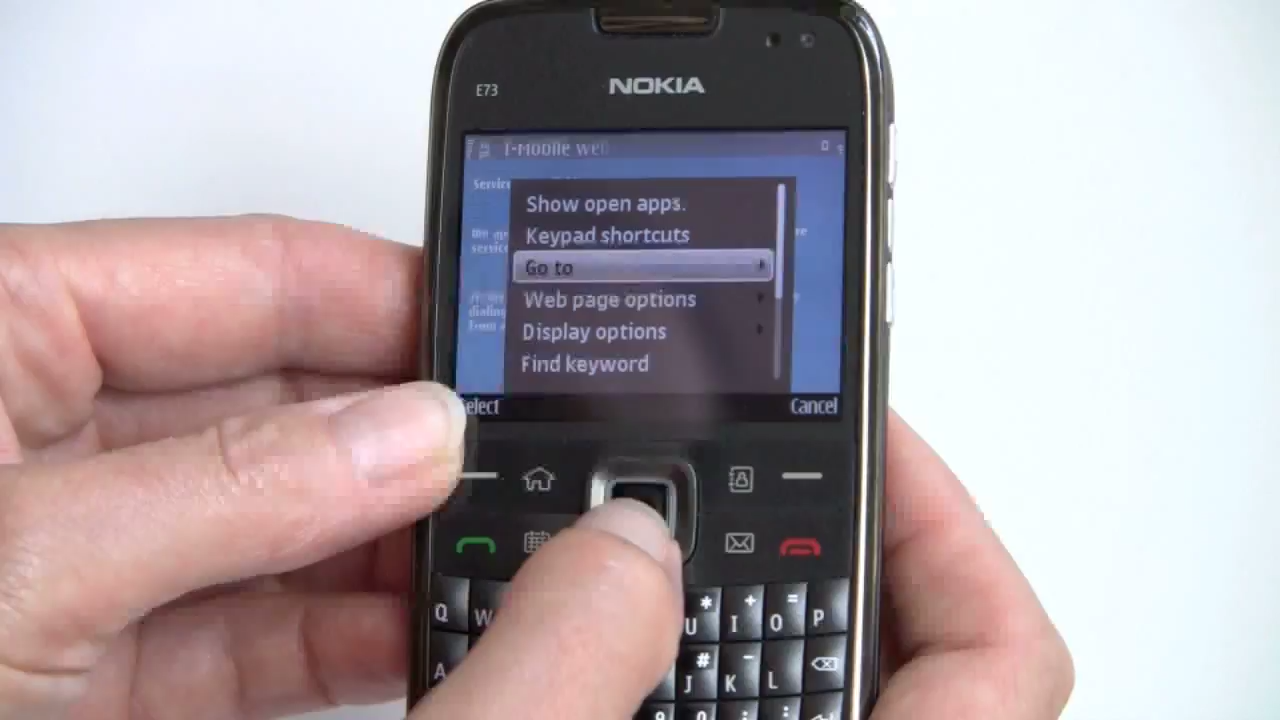 NOKIA
E73
T-Mobile web
Show open apps.
Keypad shortcuts
Go to
Web page options
Display options
Find keyword
Select
Cancel
Q W U * I + O = P
A J # K - L